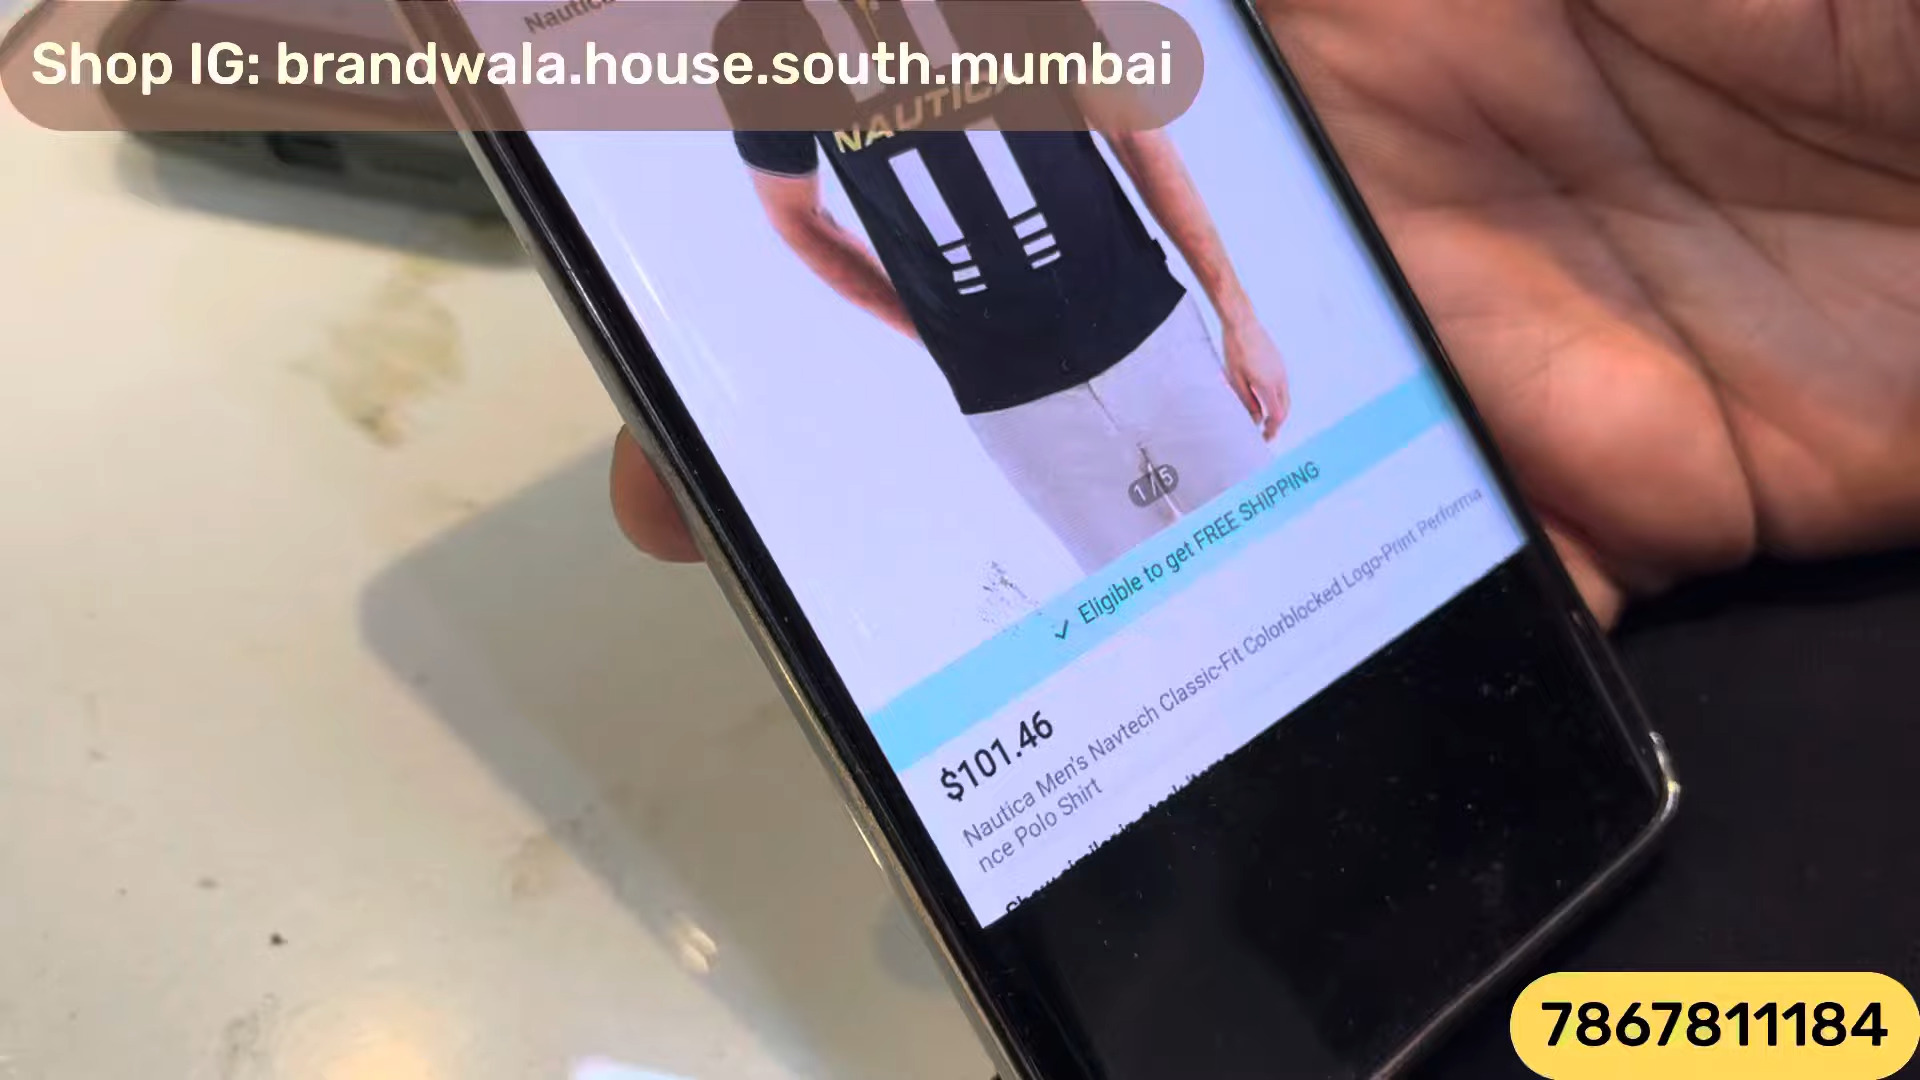 Nautica
Shop IG: brandwala.house.south.mumbai
NAUTICA
1/5
✓ Eligible to get FREE SHIPPING
$101.46
Nautica Men's Navtech Classic-Fit Colorblocked Logo-Print Performa
nce Polo Shirt
7867811184